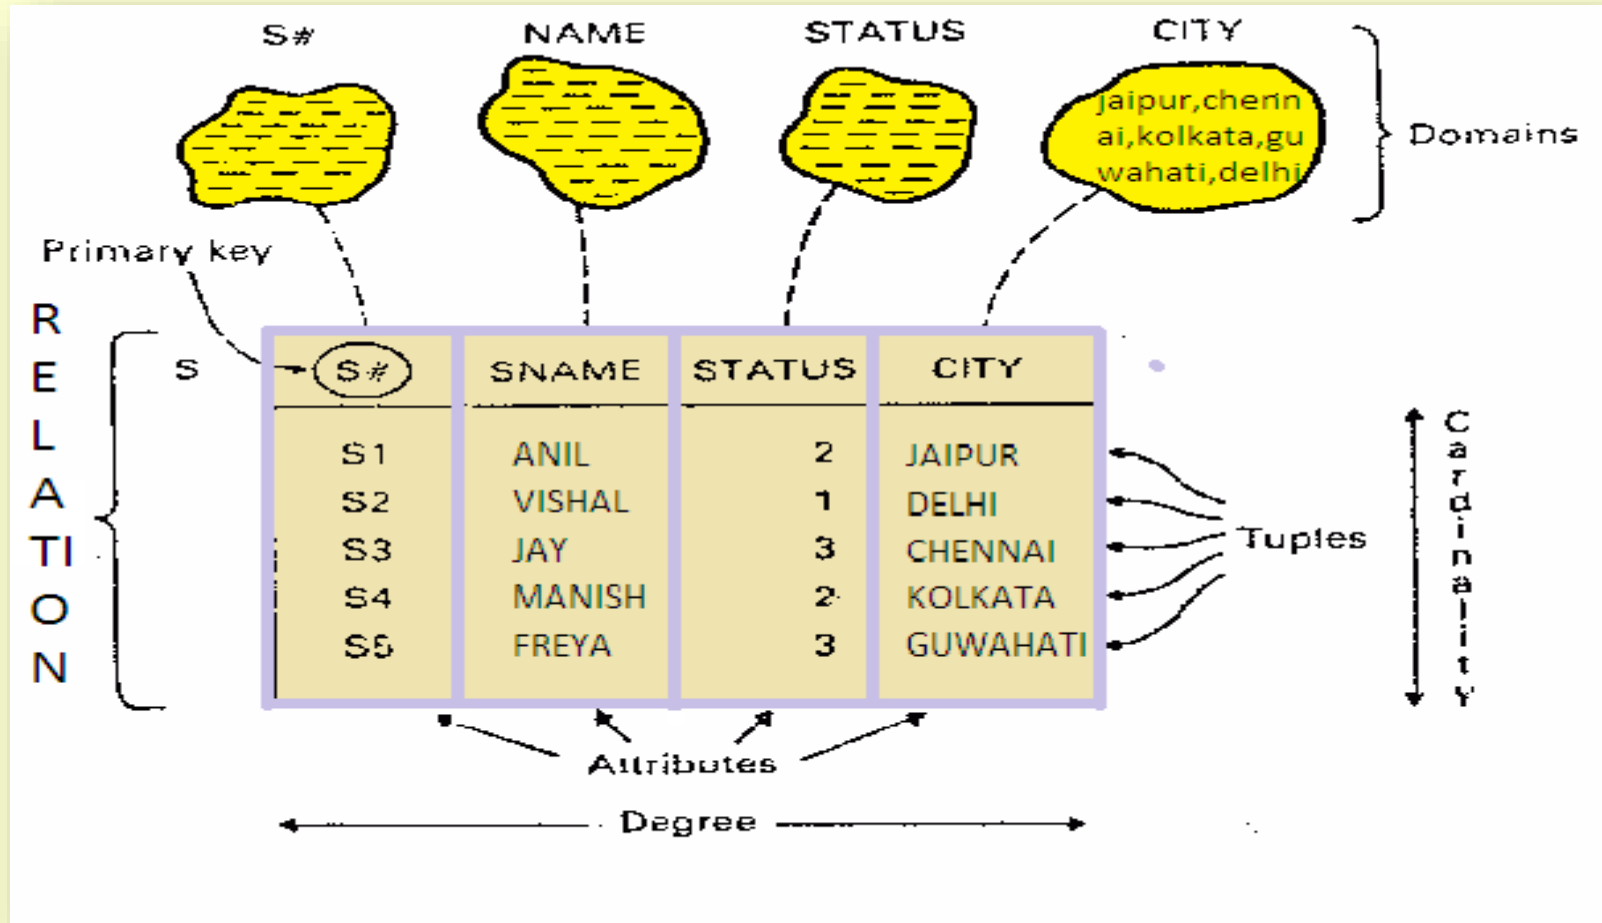 S# NAME STATUS CITY
jaipur,chenn
ai,kolkata,gu
wahati,delhi
Domains
Primary key
RELATION
S
S# SNAME STATUS CITY
S1 ANIL 2 JAIPUR
S2 VISHAL 1 DELHI
S3 JAY 3 CHENNAI
S4 MANISH 2 KOLKATA
S5 FREYA 3 GUWAHATI
Tuples
Cardinality
Attributes
Degree